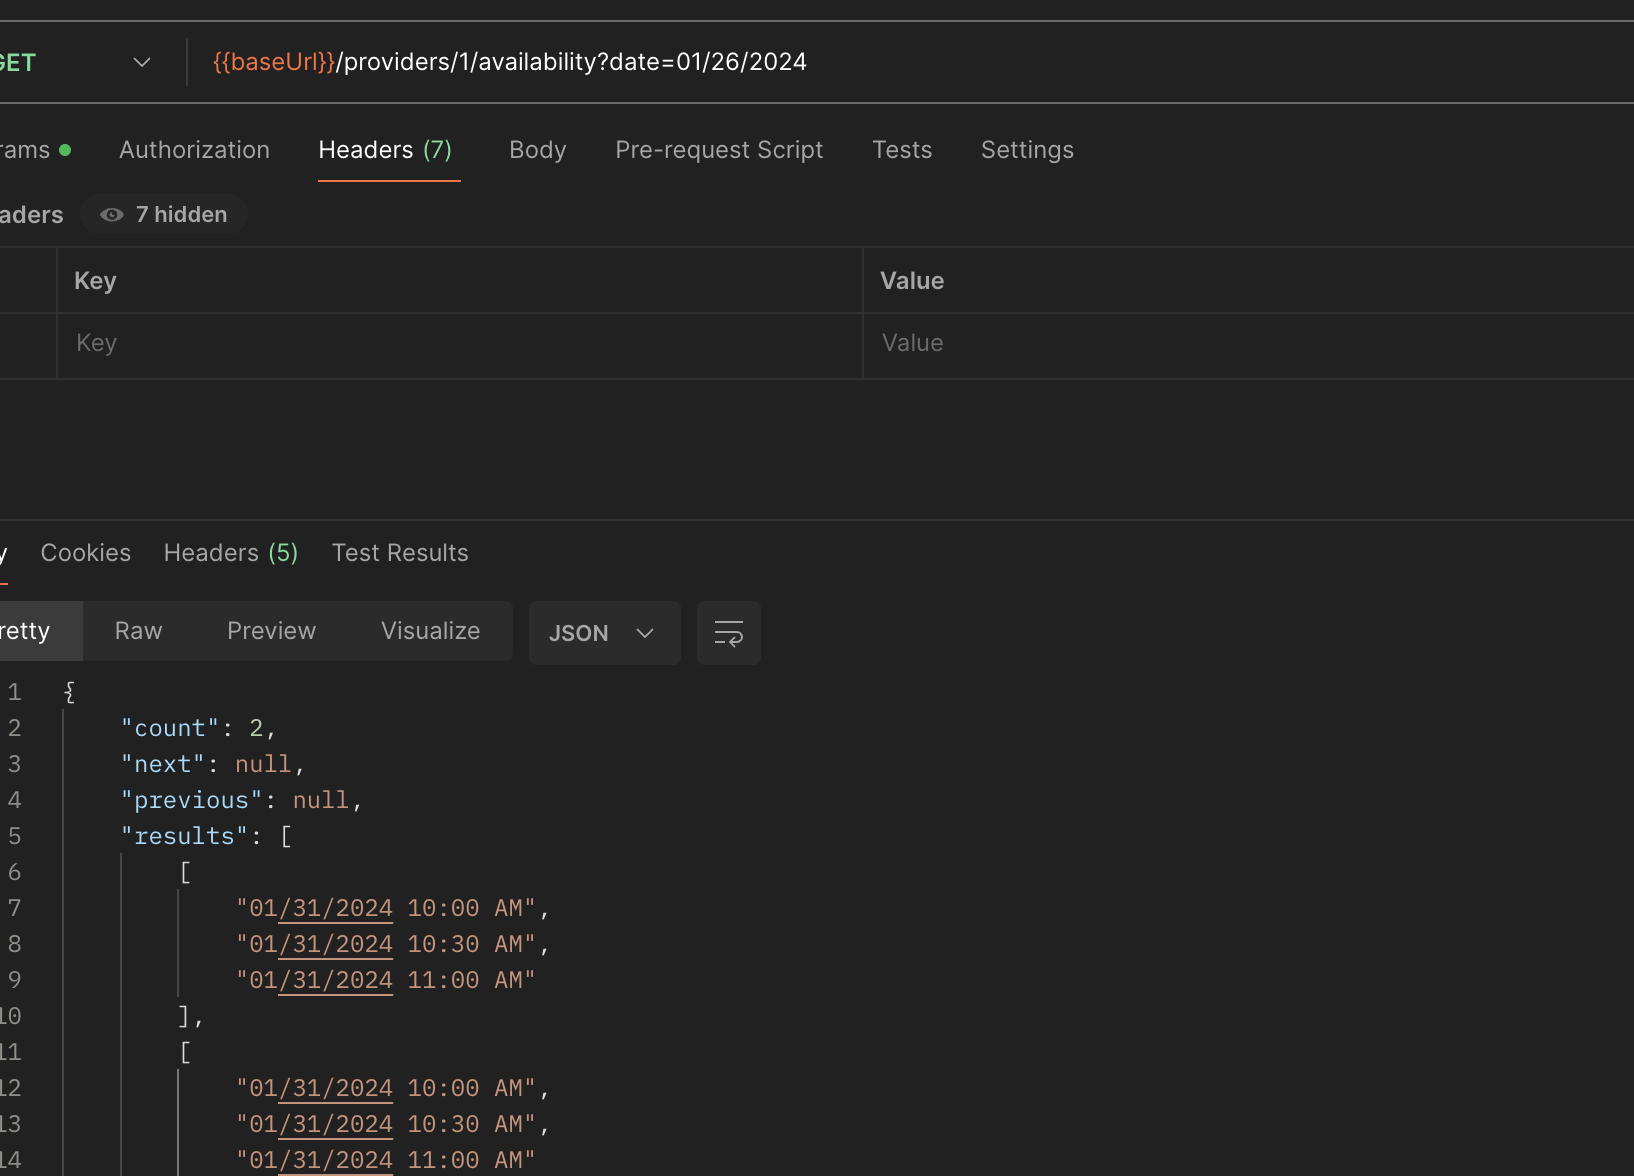 GET {{baseUrl}}/providers/1/availability?date=01/26/2024
rams Authorization Headers (7) Body Pre-request Script Tests Settings
aders 7 hidden
Key Value
Key Value
y Cookies Headers (5) Test Results
retty Raw Preview Visualize JSON
1 {
2 "count": 2,
3 "next": null,
4 "previous": null,
5 "results": [
6 [
7 "01/31/2024 10:00 AM",
8 "01/31/2024 10:30 AM",
9 "01/31/2024 11:00 AM"
10 ],
11 [
12 "01/31/2024 10:00 AM",
13 "01/31/2024 10:30 AM",
14 "01/31/2024 11:00 AM"